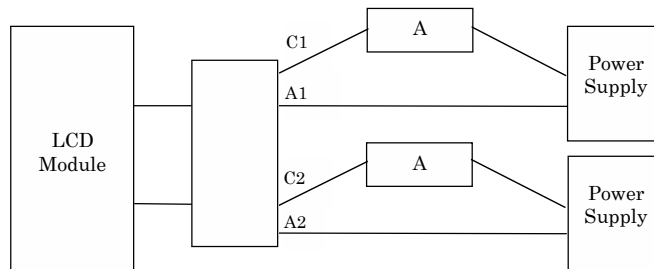 C1
A
Power
Supply
A1
LCD
Module
C2
A
Power
Supply
A2